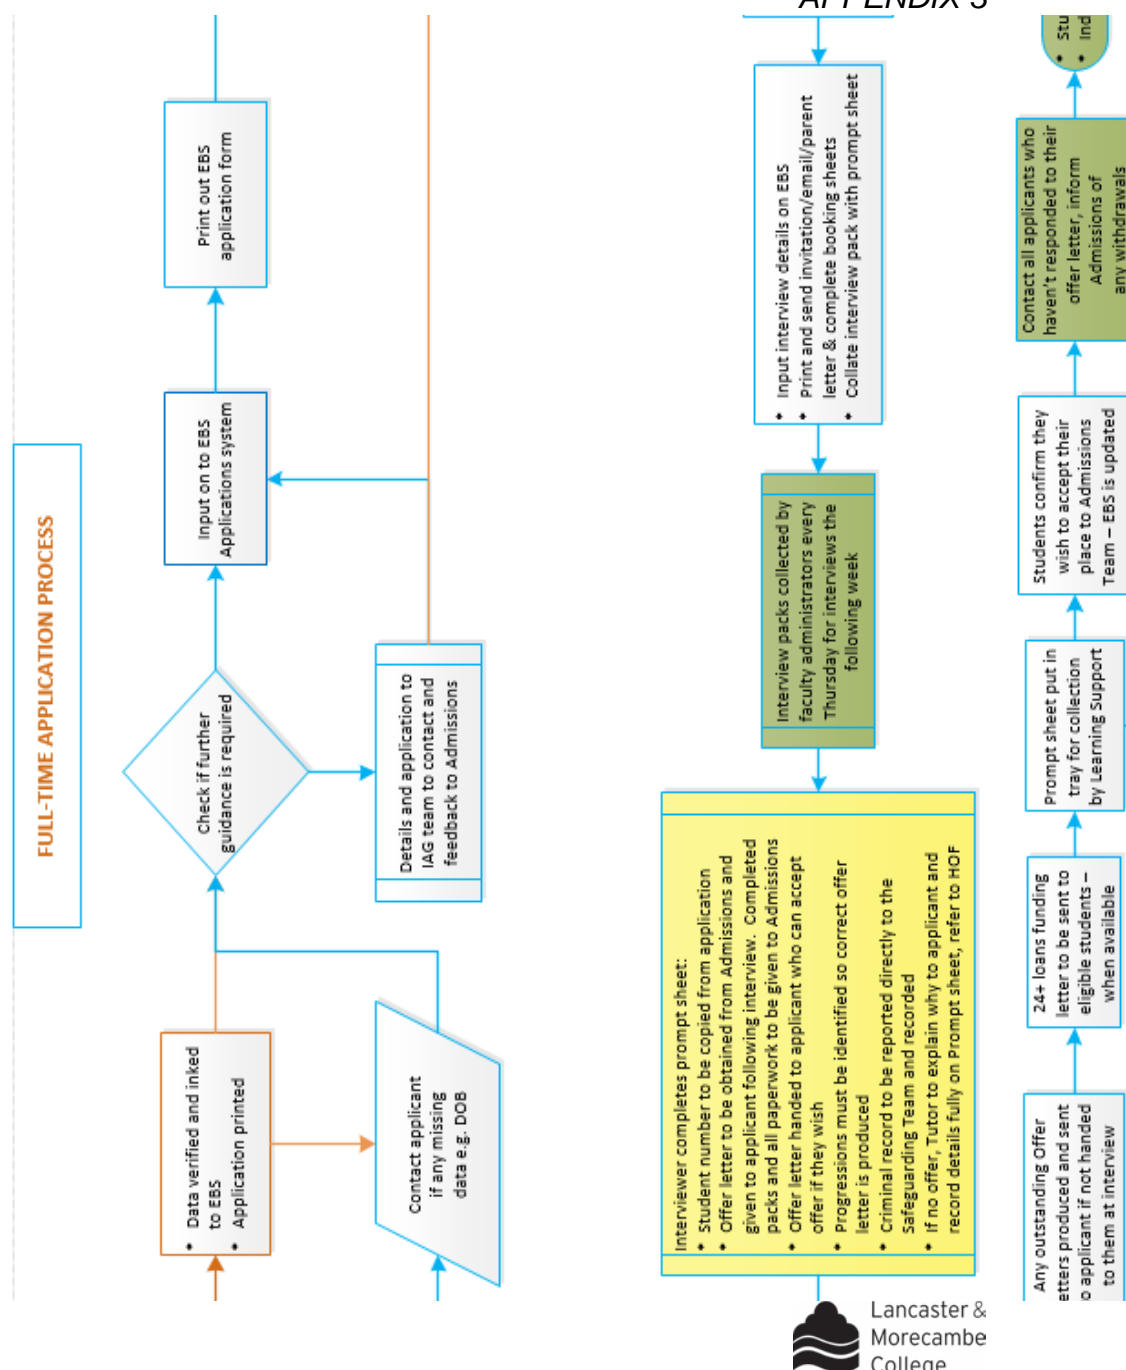 APPENDIX 3
FULL-TIME APPLICATION PROCESS
• Data verified and inked
to EBS
• Application printed
Contact applicant
if any missing
data e.g. DOB
Check if further
guidance is required
Details and application to
IAG team to contact and
feedback to Admissions
Input on to EBS
Applications system
Print out EBS
application form
• Input interview details on EBS
• Print and send invitation/email/parent
letter & complete booking sheets
• Collate interview pack with prompt sheet
Interview packs collected by
faculty administrators every
Thursday for interviews the
following week
Interviewer completes prompt sheet:
• Student number to be copied from application
• Offer letter to be obtained from Admissions and
given to applicant following interview. Completed
packs and all paperwork to be given to Admissions
• Offer letter handed to applicant who can accept
offer if they wish
• Progressions must be identified so correct offer
letter is produced
• Criminal record to be reported directly to the
Safeguarding Team and recorded
• If no offer, Tutor to explain why to applicant and
record details fully on Prompt sheet, refer to HOF
Any outstanding Offer
etters produced and sent
o applicant if not handed
to them at interview
24+ loans funding
letter to be sent to
eligible students –
when available
Prompt sheet put in
tray for collection
by Learning Support
Students confirm they
wish to accept their
place to Admissions
Team – EBS is updated
Contact all applicants who
haven't responded to their
offer letter, inform
Admissions of
any withdrawals
• Stu
• Ind
Lancaster &
Morecambe
College